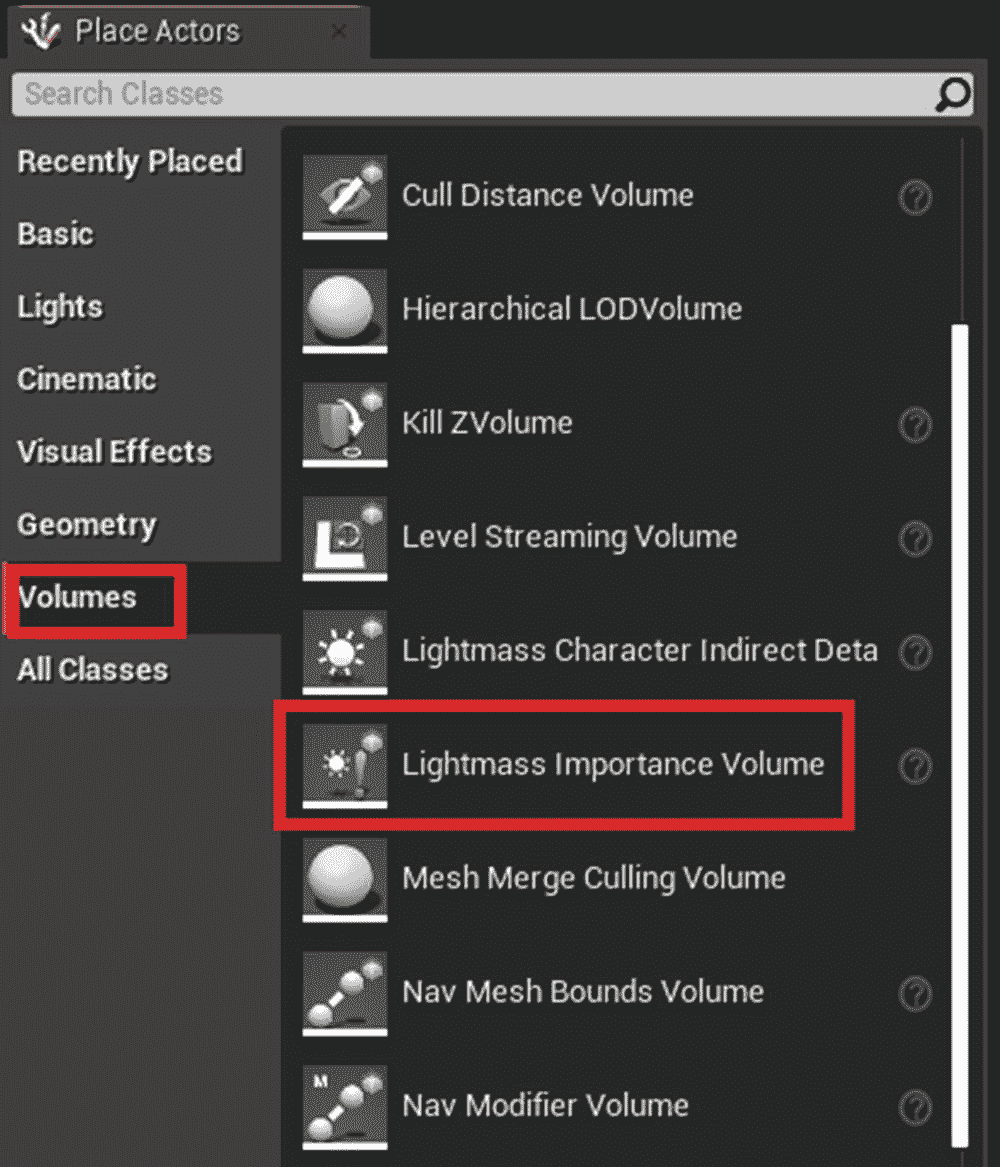 Place Actors
Search Classes
Recently Placed
Basic
Lights
Cinematic
Visual Effects
Geometry
Volumes
All Classes
Cull Distance Volume
?
Hierarchical LODVolume
Kill ZVolume
?
Level Streaming Volume
?
Lightmass Character Indirect Deta
?
Lightmass Importance Volume
?
Mesh Merge Culling Volume
Nav Mesh Bounds Volume
?
M
Nav Modifier Volume
?